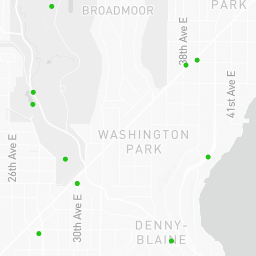 PARK
BROADMOOR
38th Ave E
41st Ave E
WASHINGTON
PARK
26th Ave E
30th Ave E
DENNY-
BLAINE